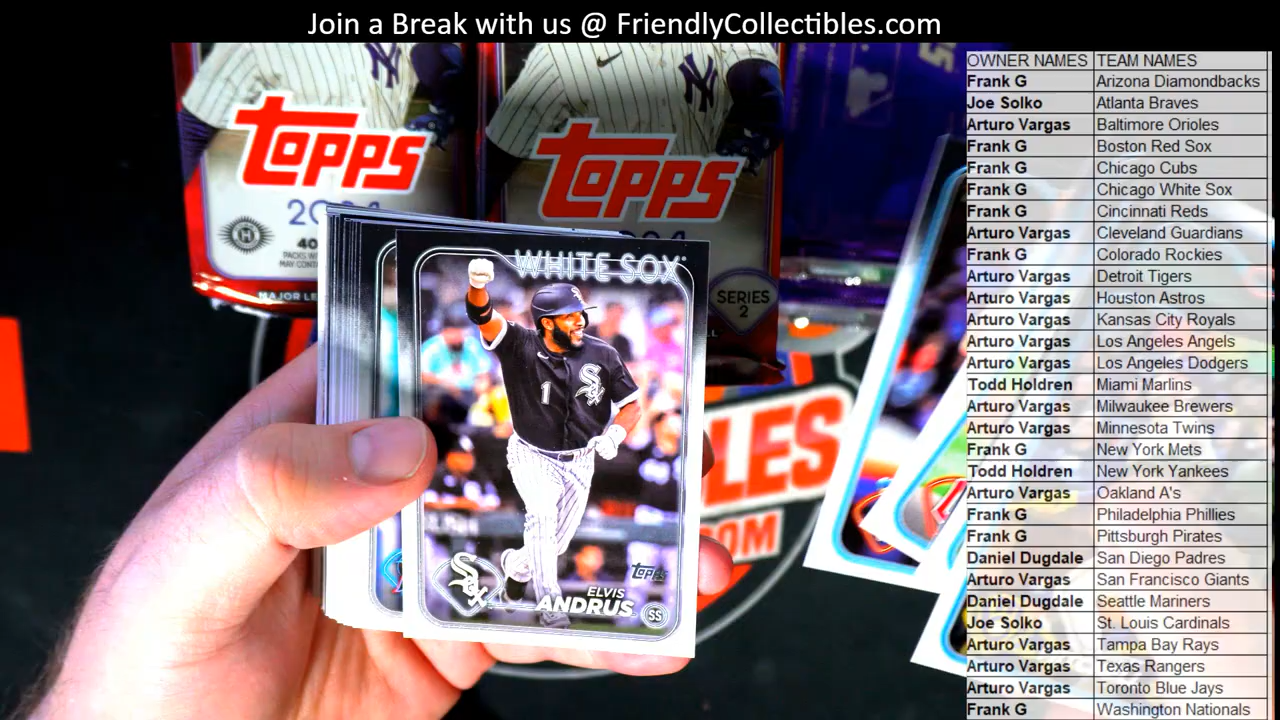 Join a Break with us @ FriendlyCollectibles.com
TOPPS
TOPPS
40
SERIES
2
WHITE SOX
1
TOPPS
ELVIS
ANDRUS
SS
LES
OM
OWNER NAMES TEAM NAMES
Frank G Arizona Diamondbacks
Joe Solko Atlanta Braves
Arturo Vargas Baltimore Orioles
Frank G Boston Red Sox
Frank G Chicago Cubs
Frank G Chicago White Sox
Frank G Cincinnati Reds
Arturo Vargas Cleveland Guardians
Frank G Colorado Rockies
Arturo Vargas Detroit Tigers
Arturo Vargas Houston Astros
Arturo Vargas Kansas City Royals
Arturo Vargas Los Angeles Angels
Arturo Vargas Los Angeles Dodgers
Todd Holdren Miami Marlins
Arturo Vargas Milwaukee Brewers
Arturo Vargas Minnesota Twins
Frank G New York Mets
Todd Holdren New York Yankees
Arturo Vargas Oakland A's
Frank G Philadelphia Phillies
Frank G Pittsburgh Pirates
Daniel Dugdale San Diego Padres
Arturo Vargas San Francisco Giants
Daniel Dugdale Seattle Mariners
Joe Solko St. Louis Cardinals
Arturo Vargas Tampa Bay Rays
Arturo Vargas Texas Rangers
Arturo Vargas Toronto Blue Jays
Frank G Washington Nationals